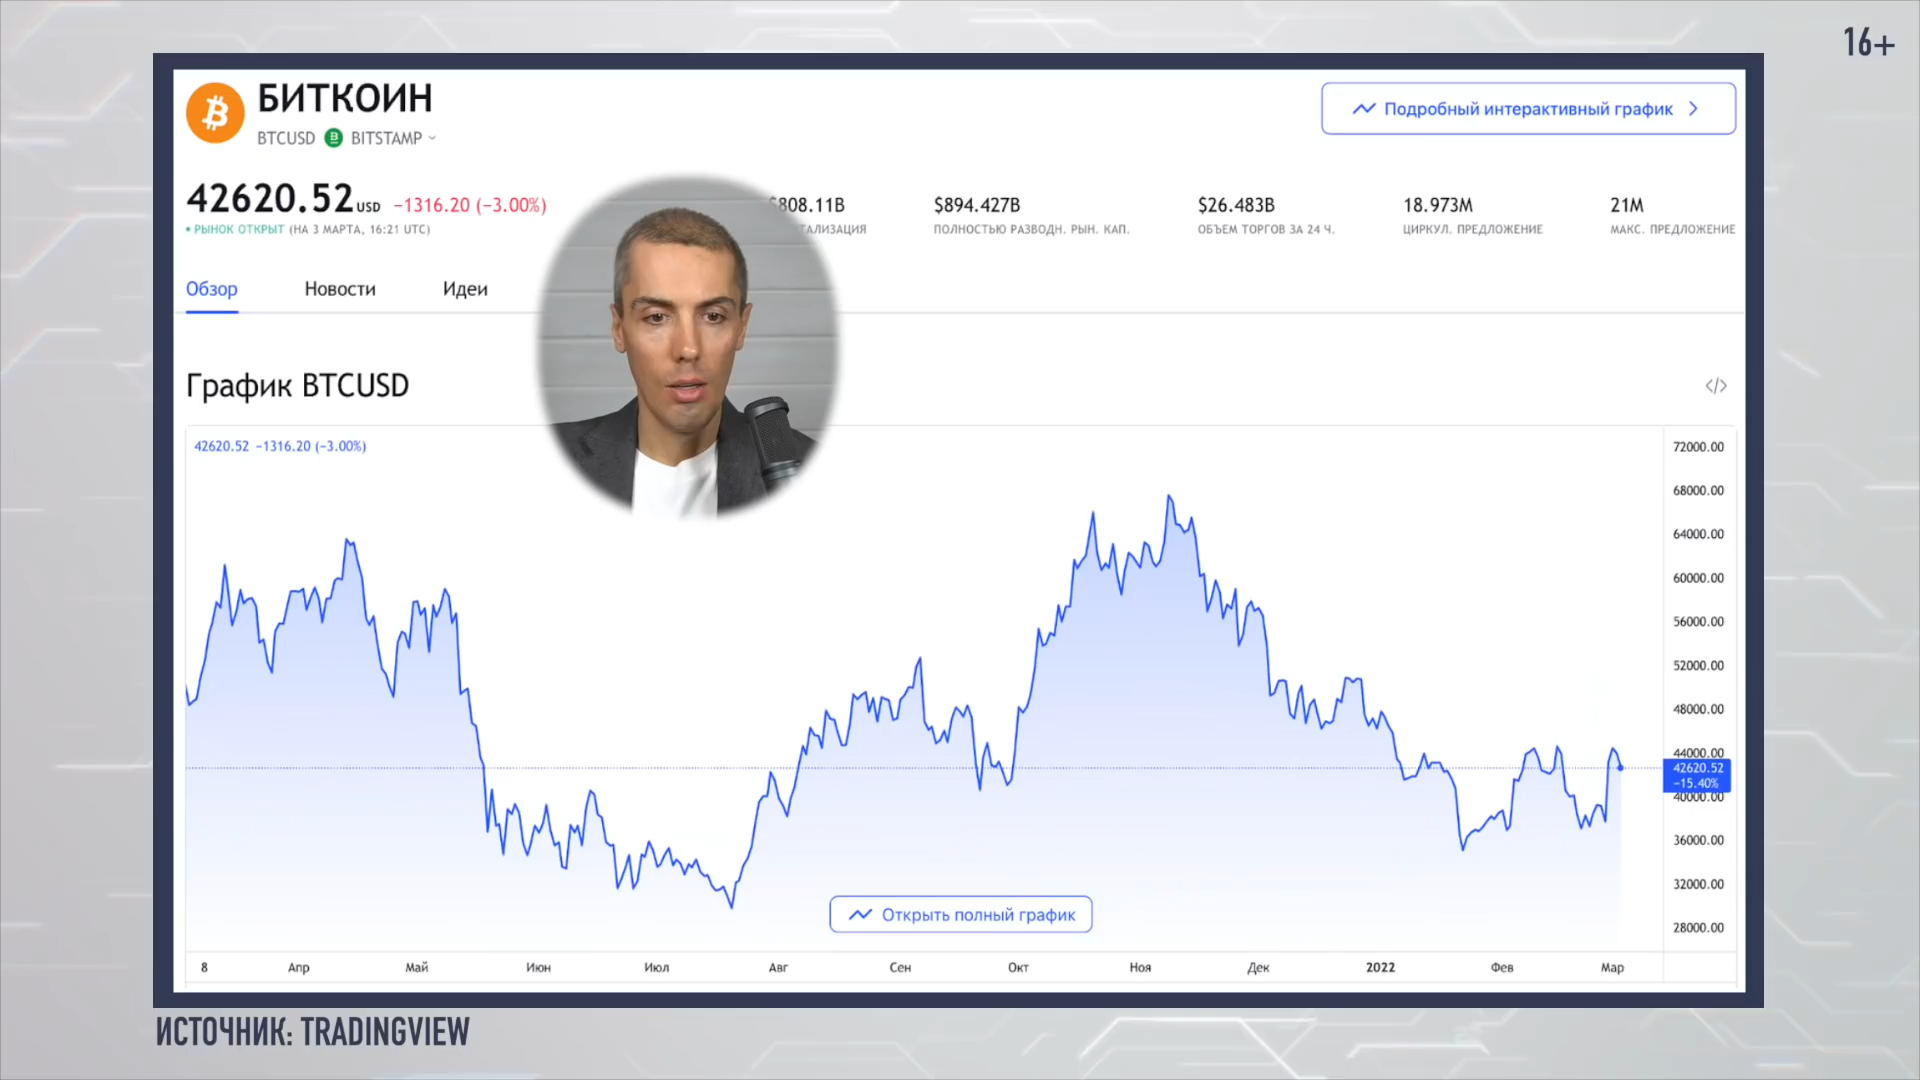 16+
БИТКОИН
BTCUSD BITSTAMP
Подробный интерактивный график
42620.52 USD −1316.20 (−3.00%)
• РЫНОК ОТКРЫТ (НА 3 МАРТА, 16:21 UTC)
$808.11B
$894.427B
ПОЛНОСТЬЮ РАЗВОДН. РЫН. КАП.
$26.483B
ОБЪЕМ ТОРГОВ ЗА 24 Ч.
18.973M
ЦИРКУЛ. ПРЕДЛОЖЕНИЕ
21M
МАКС. ПРЕДЛОЖЕНИЕ
Обзор Новости Идеи
График BTCUSD
</>
42620.52 −1316.20 (−3.00%)
72000.00
68000.00
64000.00
60000.00
56000.00
52000.00
48000.00
44000.00
42620.52
−15.40%
40000.00
36000.00
32000.00
28000.00
Открыть полный график
8 Апр Май Июн Июл Авг Сен Окт Ноя Дек 2022 Фев Мар
ИСТОЧНИК: TRADINGVIEW